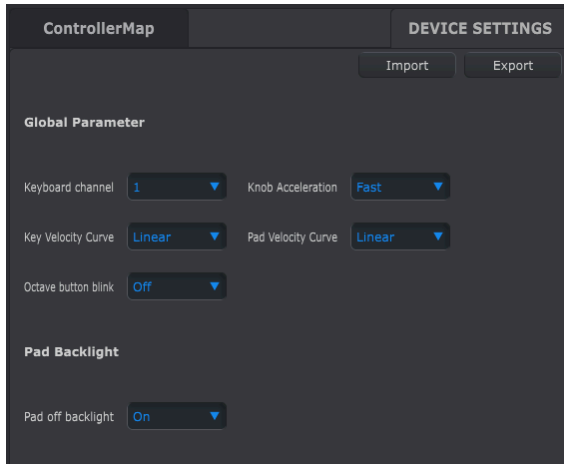 ControllerMap DEVICE SETTINGS
Import Export
Global Parameter
Keyboard channel 1 Knob Acceleration Fast
Key Velocity Curve Linear Pad Velocity Curve Linear
Octave button blink Off
Pad Backlight
Pad off backlight On